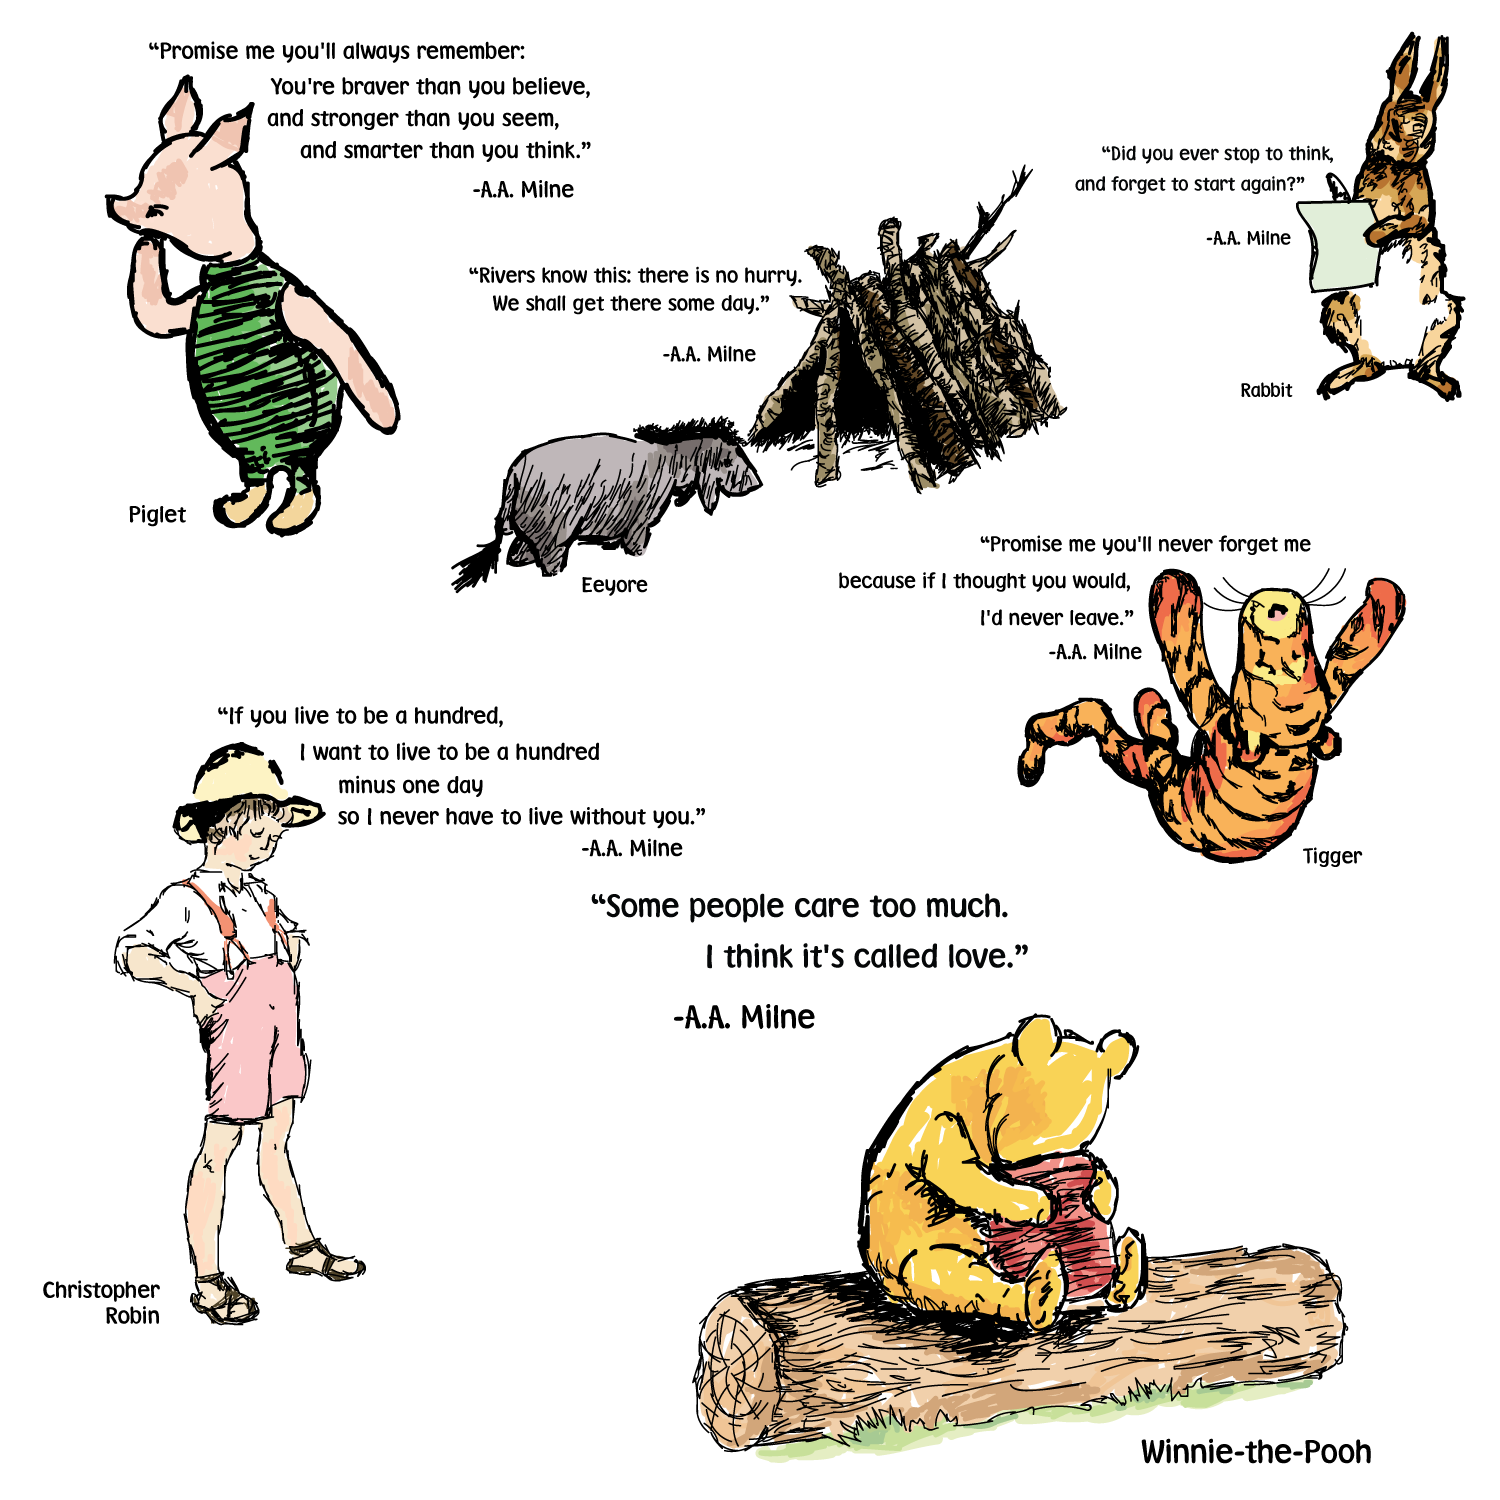 “Promise me you'll always remember:
You're braver than you believe,
and stronger than you seem,
and smarter than you think.”
-A.A. Milne
Piglet
“Rivers know this: there is no hurry.
We shall get there some day.”
-A.A. Milne
Eeyore
“Did you ever stop to think,
and forget to start again?”
-A.A. Milne
Rabbit
“Promise me you'll never forget me
because if I thought you would,
I'd never leave.”
-A.A. Milne
Tigger
“If you live to be a hundred,
I want to live to be a hundred
minus one day
so I never have to live without you.”
-A.A. Milne
Christopher
Robin
“Some people care too much.
I think it's called love.”
-A.A. Milne
Winnie-the-Pooh